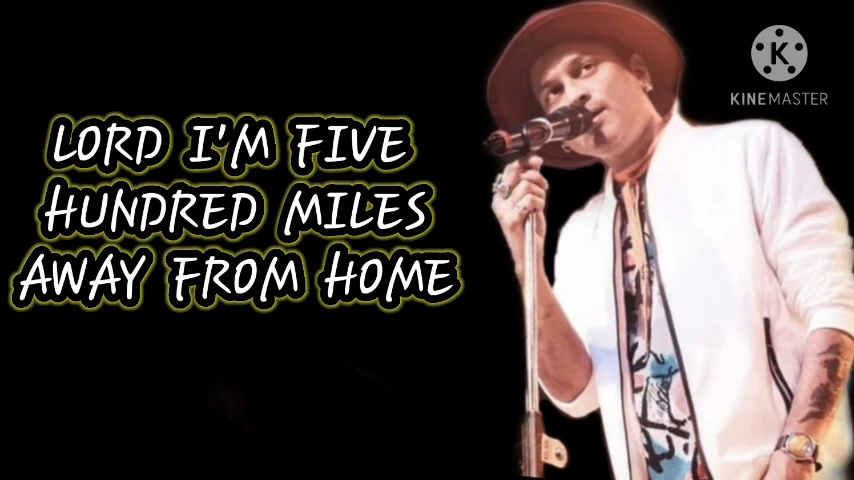 LORD I'M FIVE
HUNDRED MILES
AWAY FROM HOME
K
KINEMASTER